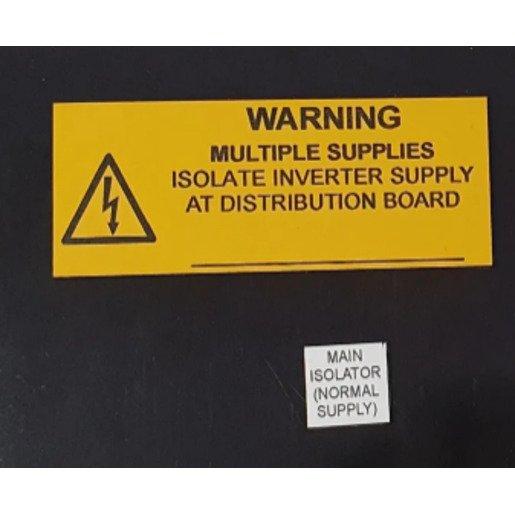 WARNING
MULTIPLE SUPPLIES
ISOLATE INVERTER SUPPLY
AT DISTRIBUTION BOARD
MAIN
ISOLATOR
(NORMAL
SUPPLY)